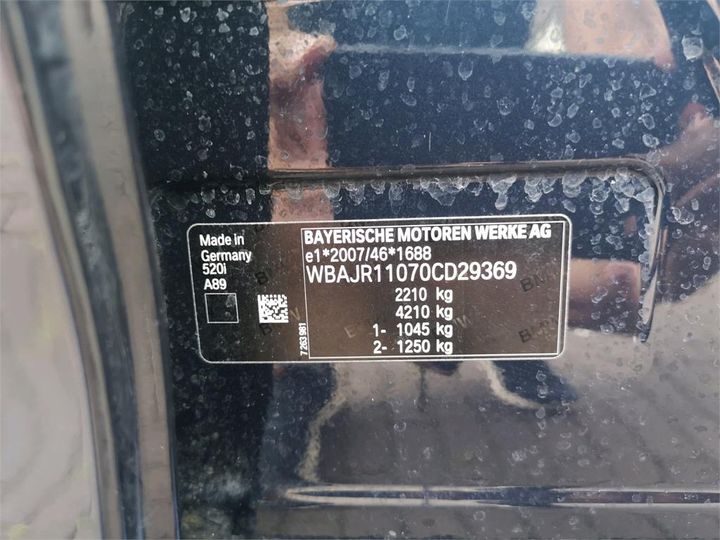 Made in
Germany
520i
A89
7 263 961
BAYERISCHE MOTOREN WERKE AG
e1*2007/46*1688
WBAJR11070CD29369
2210 kg
4210 kg
1- 1045 kg
2- 1250 kg